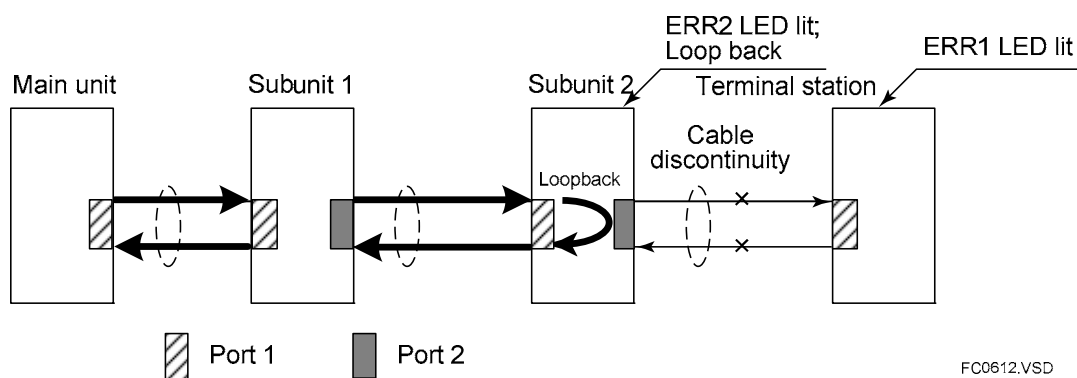 ERR2 LED lit;
Loop back
ERR1 LED lit
Main unit
Subunit 1
Subunit 2
Terminal station
Cable
discontinuity
Loopback
Port 1
Port 2
FC0612.VSD